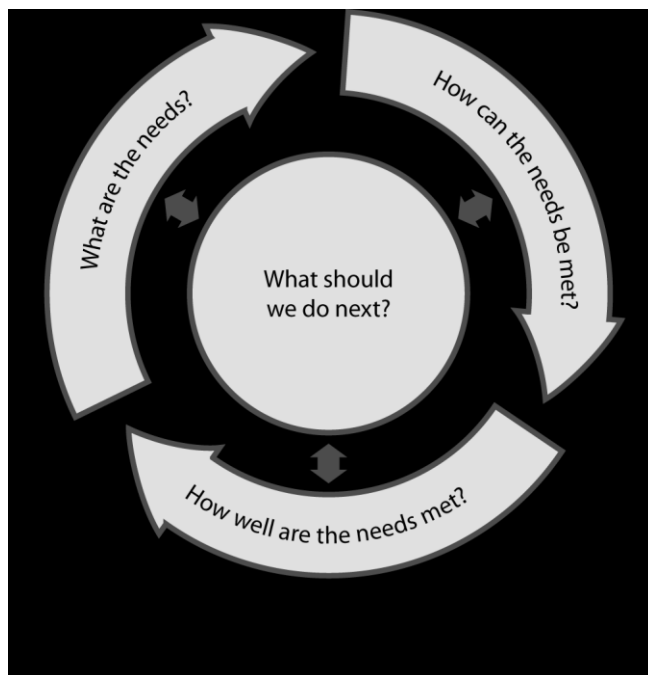 What are the needs?
How can the needs be met?
What should
we do next?
How well are the needs met?